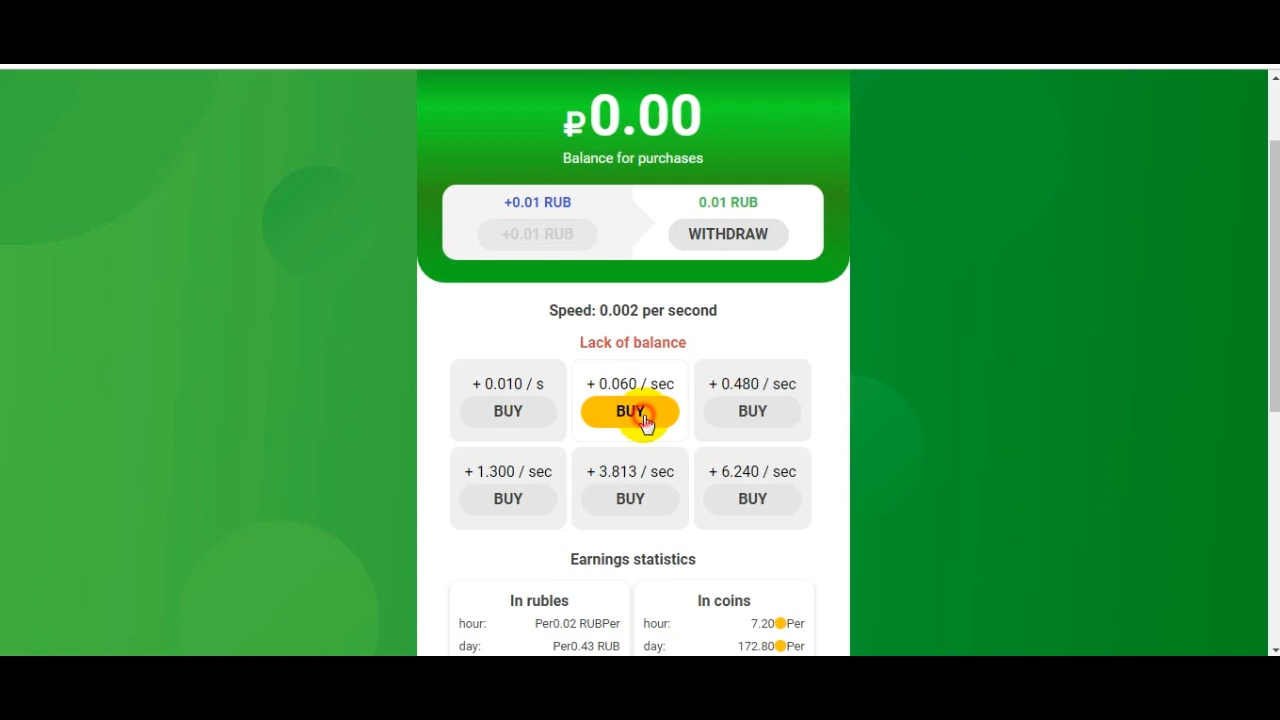 ₽0.00
Balance for purchases
+0.01 RUB
+0.01 RUB
0.01 RUB
WITHDRAW
Speed: 0.002 per second
Lack of balance
+ 0.010 / s
BUY
+ 0.060 / sec
BUY
+ 0.480 / sec
BUY
+ 1.300 / sec
BUY
+ 3.813 / sec
BUY
+ 6.240 / sec
BUY
Earnings statistics
In rubles
hour: Per0.02 RUBPer
day: Per0.43 RUB
In coins
hour: 7.20 Per
day: 172.80 Per